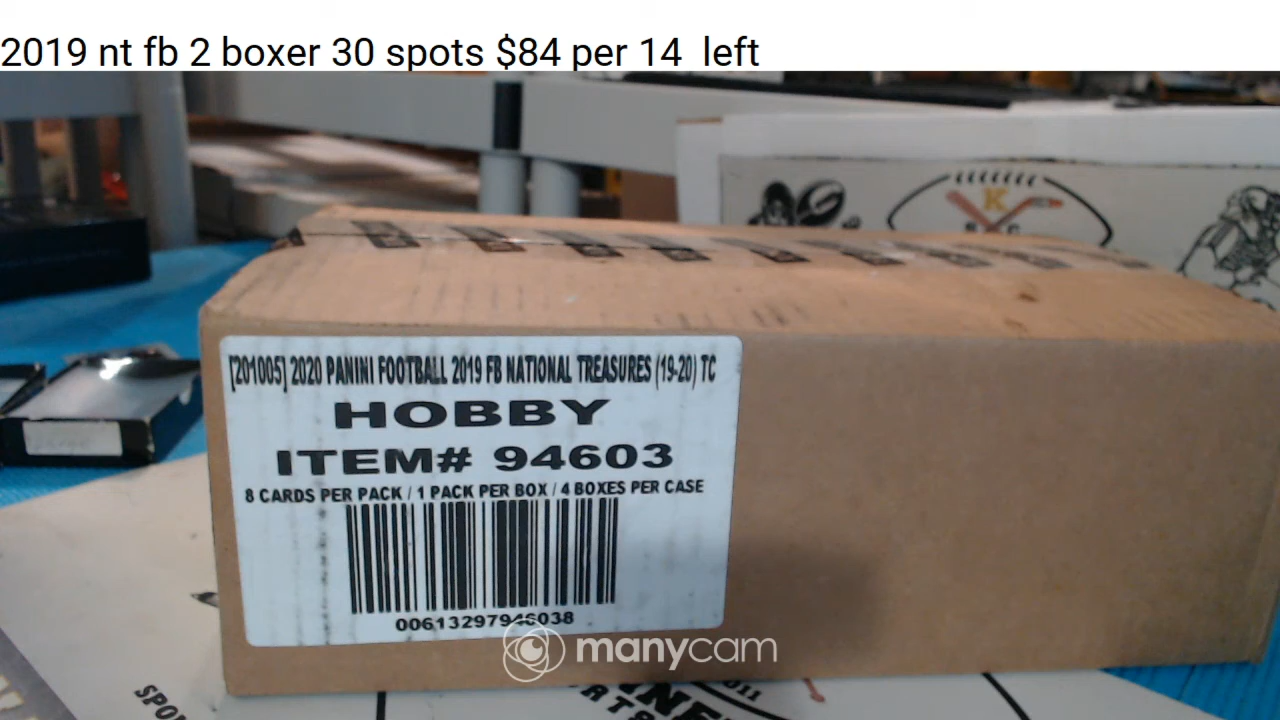 2019 nt fb 2 boxer 30 spots $84 per 14 left
K
[201005] 2020 PANINI FOOTBALL 2019 FB NATIONAL TREASURES (19-20) TC
HOBBY
ITEM# 94603
8 CARDS PER PACK / 1 PACK PER BOX / 4 BOXES PER CASE
00613297946038
manycam